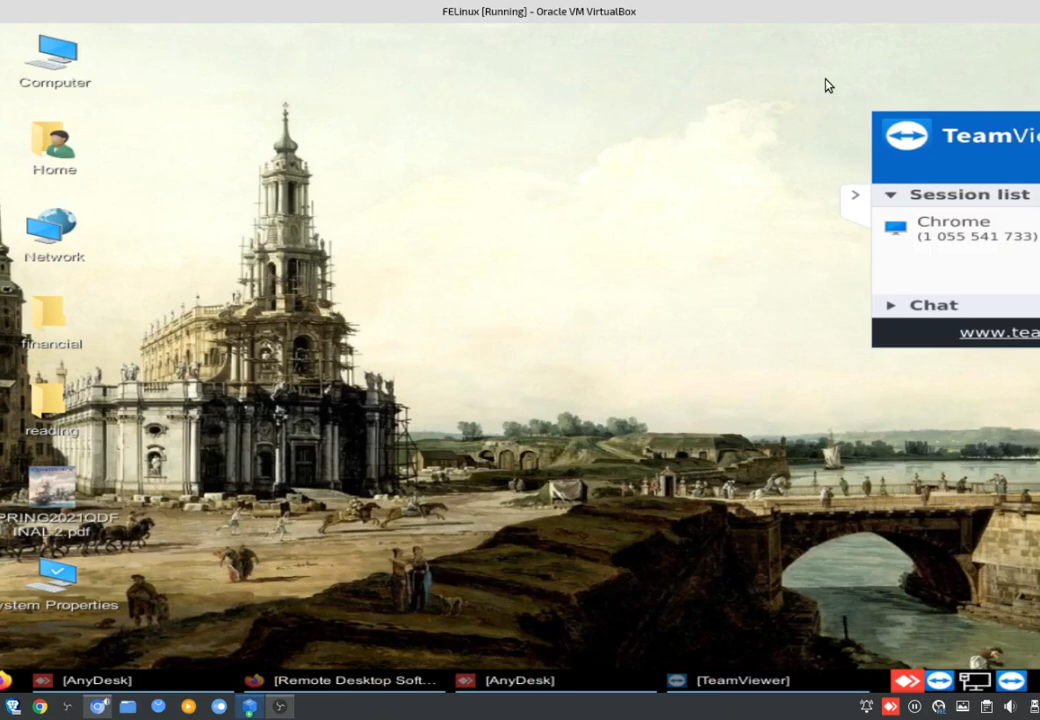 FELinux [Running] - Oracle VM VirtualBox
Computer
Home
Network
financial
reading
PRING2021QDF
INAL 2.pdf
ystem Properties
TeamVie
Session list
Chrome
(1 055 541 733)
Chat
www.tea
[AnyDesk]
[Remote Desktop Soft...
[AnyDesk]
[TeamViewer]